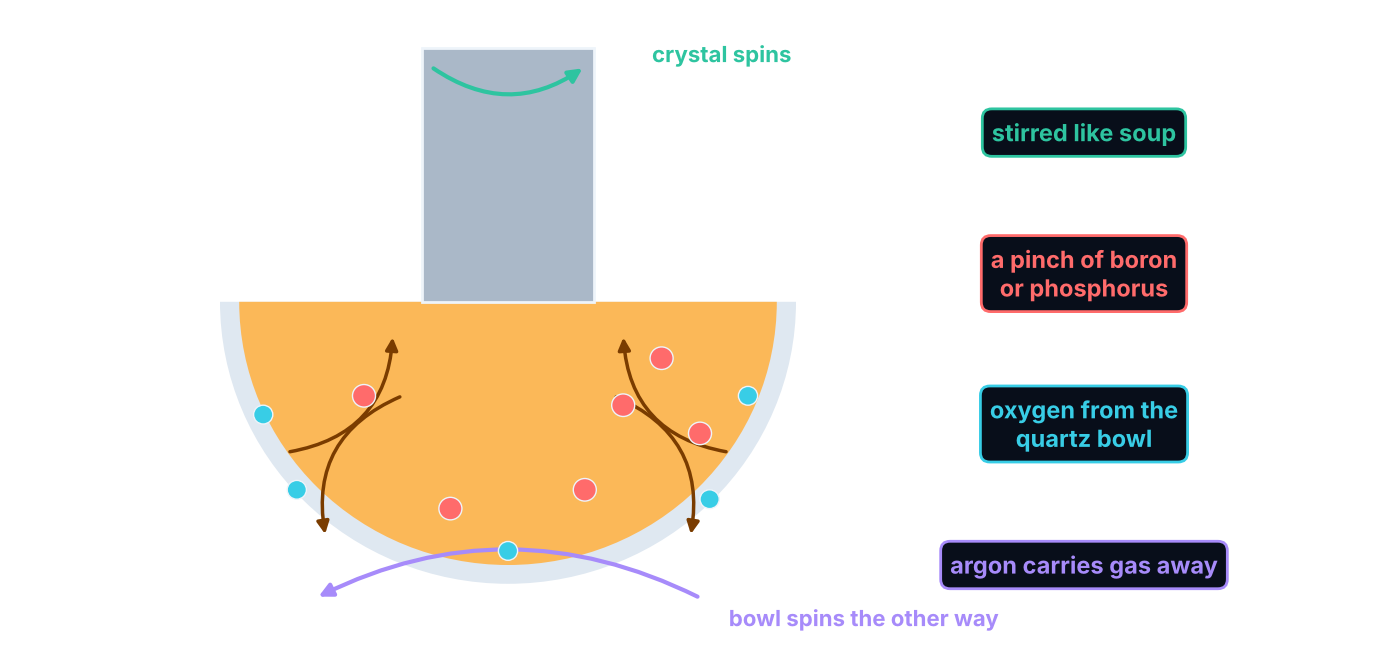 crystal spins
stirred like soup
a pinch of boron
or phosphorus
oxygen from the
quartz bowl
argon carries gas away
bowl spins the other way